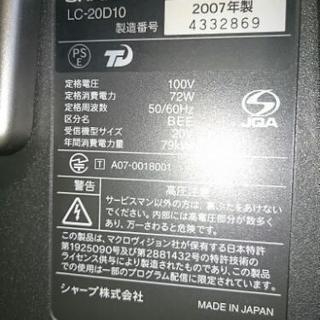 LC-20D10
2007年製
製造番号
4332869
PS
E
定格電圧 100V
定格消費電力 72W
定格周波数 50/60Hz
区分名 BEE
受信機型サイズ 20V
年間消費電力量
JQA
T A07-0018001
警告
高圧注意
サービスマン以外の方は、裏ぶたをあけない
でください。内部には高電圧部分が数多く
あり、万一さわると危険です。
この製品は、マクロヴィジョン社が保有する日本特許
第1925090号及び第2881432号の特許技術の
ライセンス供与により製造されたものであり、この製品
での使用は一部のプログラム配信に限定されています。
シャープ株式会社
MADE IN JAPAN